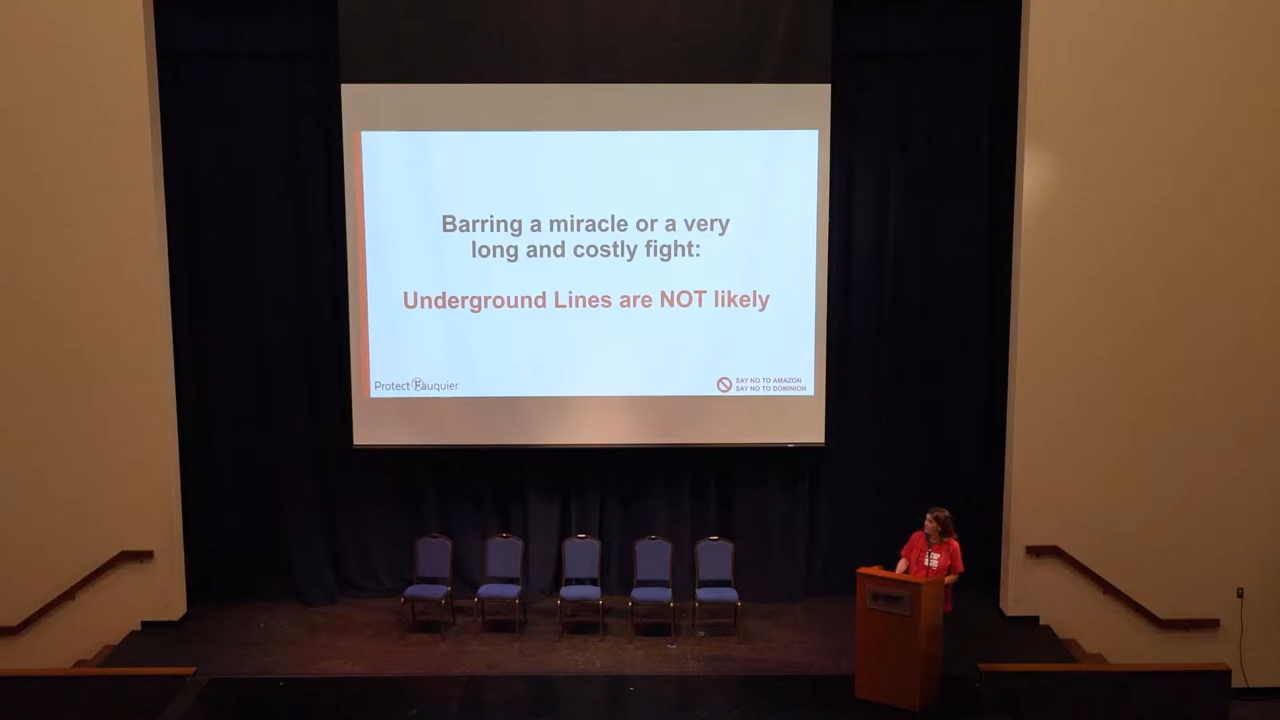 Barring a miracle or a very
long and costly fight:
Underground Lines are NOT likely
Protect Fauquier
SAY NO TO AMAZON
SAY NO TO DOMINION